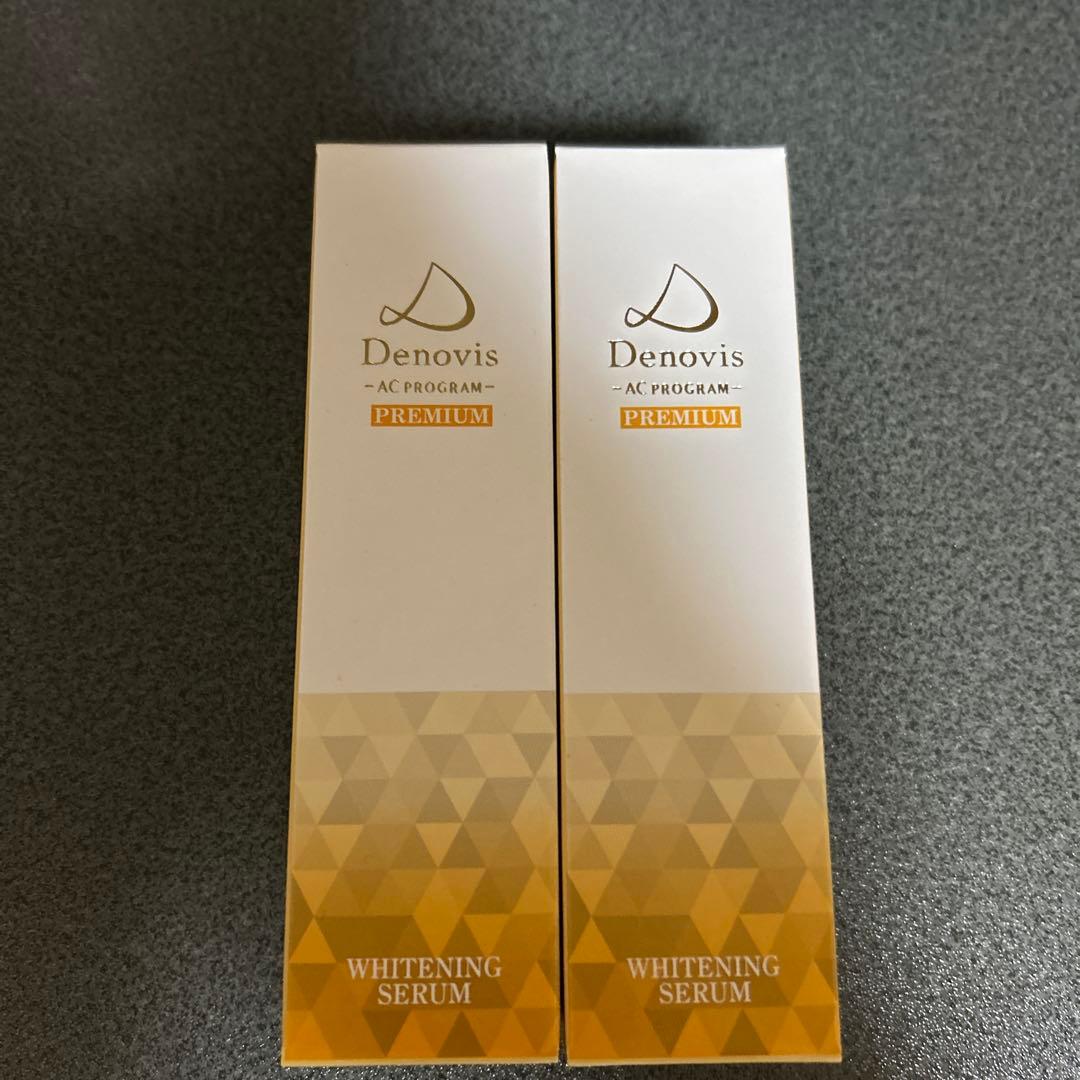 Denovis
-AC PROGRAM-
PREMIUM
WHITENING
SERUM
Denovis
-AC PROGRAM-
PREMIUM
WHITENING
SERUM